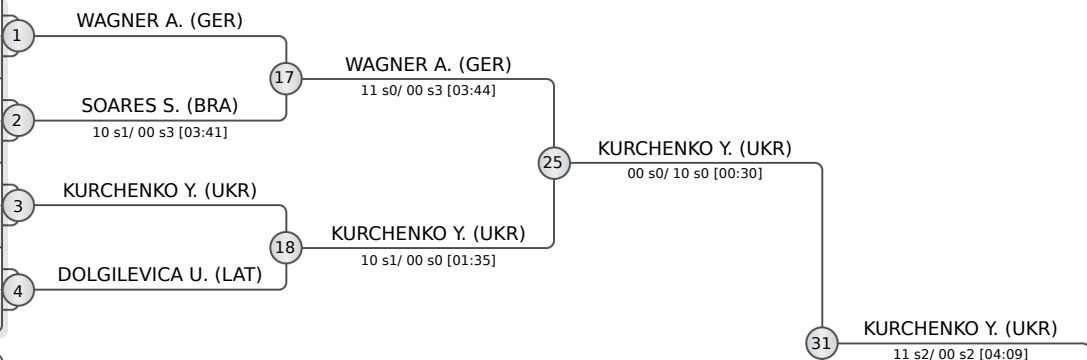 WAGNER A. (GER)
1
WAGNER A. (GER)
17
11 s0/ 00 s3 [03:44]
SOARES S. (BRA)
2
10 s1/ 00 s3 [03:41]
KURCHENKO Y. (UKR)
25
00 s0/ 10 s0 [00:30]
KURCHENKO Y. (UKR)
3
KURCHENKO Y. (UKR)
18
10 s1/ 00 s0 [01:35]
DOLGILEVICA U. (LAT)
4
KURCHENKO Y. (UKR)
31
11 s2/ 00 s2 [04:09]